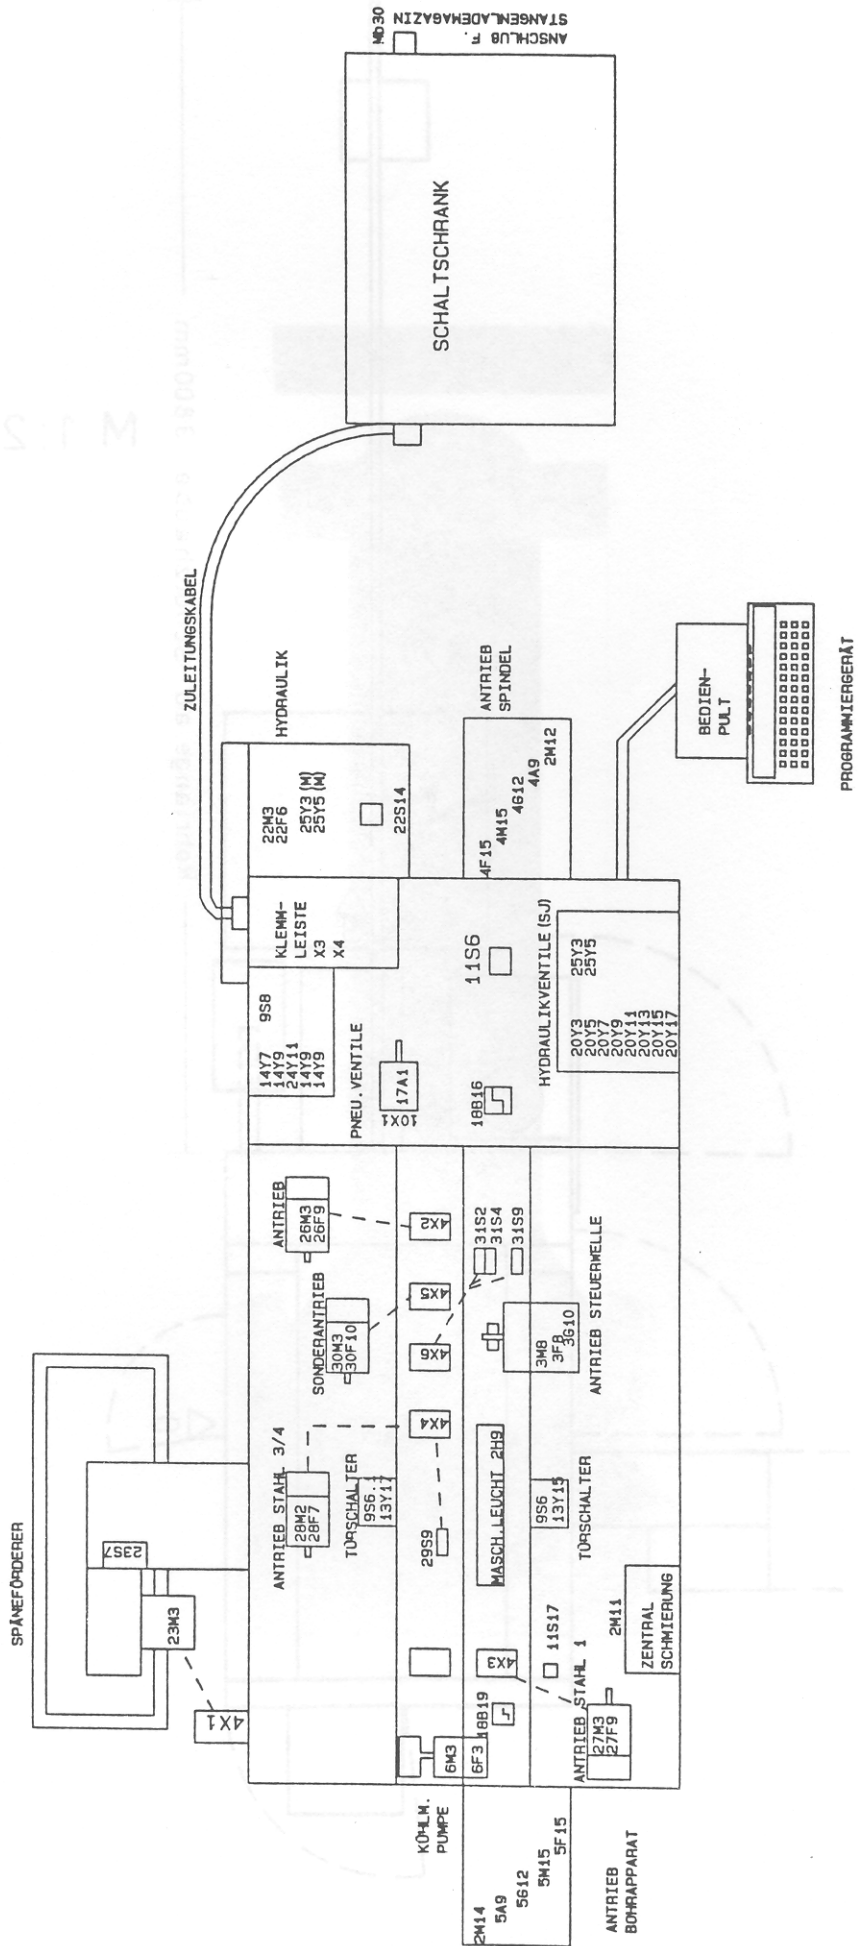 SPÄNEFÖRDERER
23S7
23M3
4X1
ZULEITUNGSKABEL
Mb30
ANSCHLUB F.
STANGENLADEMAGAZIN
SCHALTSCHRANK
HYDRAULIK
22M3
22F6
25Y3 (M)
25Y5 (M)
22S14
KLEMM-
LEISTE
X3
X4
9S8
14Y7
14Y9
24Y11
14Y9
14Y9
PNEU.VENTILE
17A1
10X1
ANTRIEB
26M3
26F9
SONDERANTRIEB
30M3
30F10
ANTRIEB STAHL 3/4
28M2
28F7
TÜRSCHALTER
13Y17
4X2
4X5
4X6
4X4
29S9
KÜHLM.
PUMPE
6M3
6F3
18B19
4X3
MASCH.LEUCHT 2H9
31S2
31S4
31S9
18B16
11S6
ANTRIEB
SPINDEL
4F15
4M15
4G12
4A9
2M12
3M8
3F8
3G10
ANTRIEB STEUERWELLE
9S6
13Y15
TÜRSCHALTER
11S17
ANTRIEB STAHL 1
27M3
27F9
2M11
ZENTRAL
SCHMIERUNG
HYDRAULIKVENTILE (SJ)
20Y3
20Y5
20Y7
20Y9
20Y11
20Y13
20Y15
20Y17
25Y3
25Y5
BEDIEN-
PULT
PROGRAMMIERGERÄT
2M14
5A9
5G12
5M15
5F15
ANTRIEB
BOHRAPPARAT